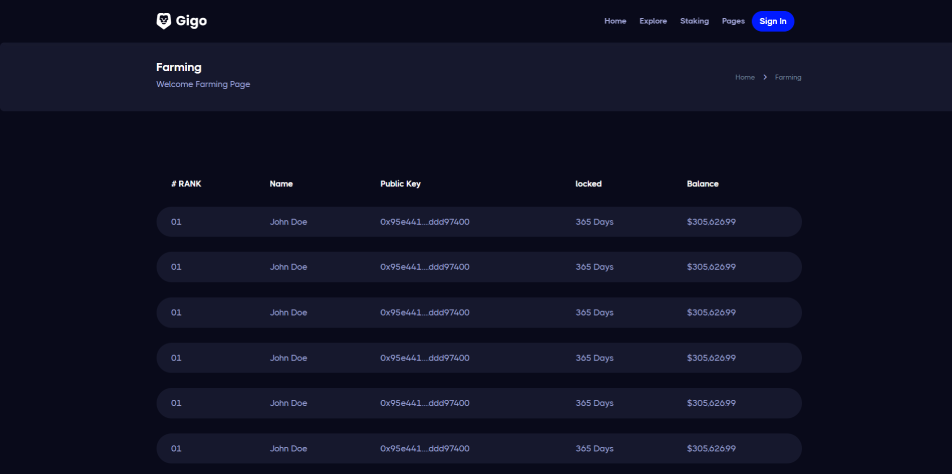 Gigo Home Explore Staking Pages Sign In
Farming
Welcome Farming Page
Home > Farming
# RANK Name Public Key locked Balance
01 John Doe 0x95e441...ddd97400 365 Days $305,626.99
01 John Doe 0x95e441...ddd97400 365 Days $305,626.99
01 John Doe 0x95e441...ddd97400 365 Days $305,626.99
01 John Doe 0x95e441...ddd97400 365 Days $305,626.99
01 John Doe 0x95e441...ddd97400 365 Days $305,626.99
01 John Doe 0x95e441...ddd97400 365 Days $305,626.99